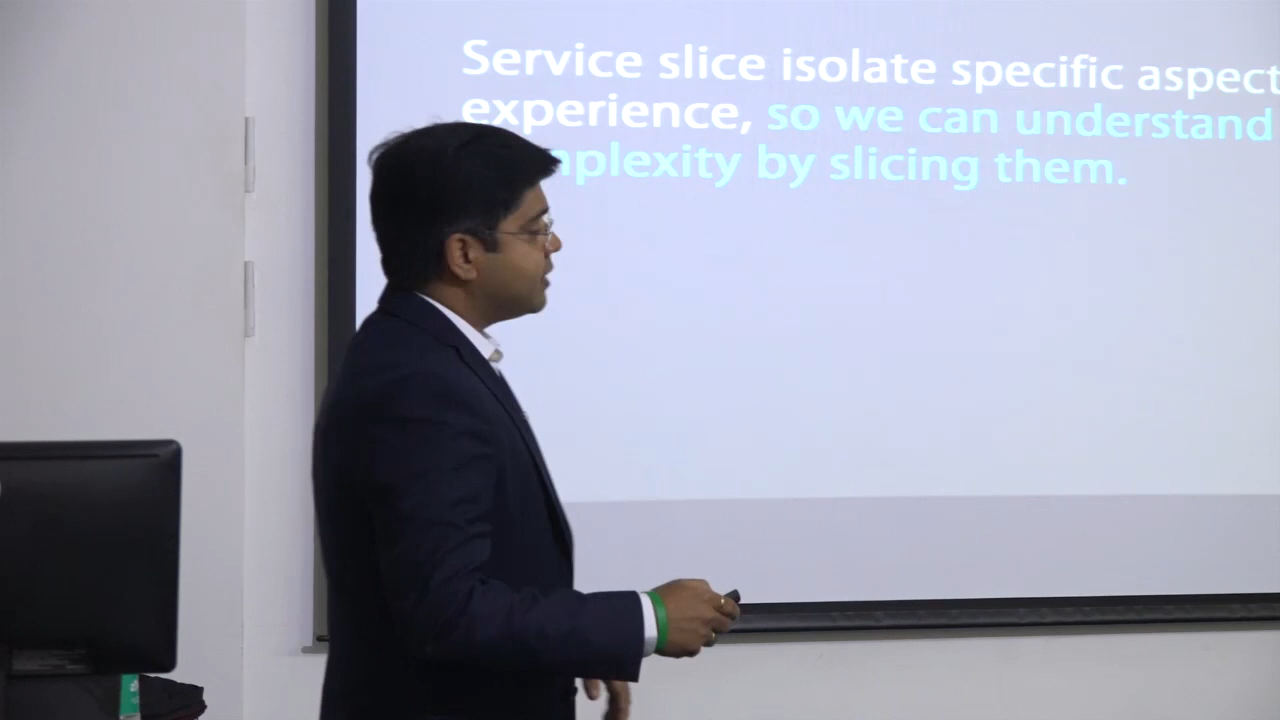 Service slice isolate specific aspect
experience, so we can understand
mplexity by slicing them.